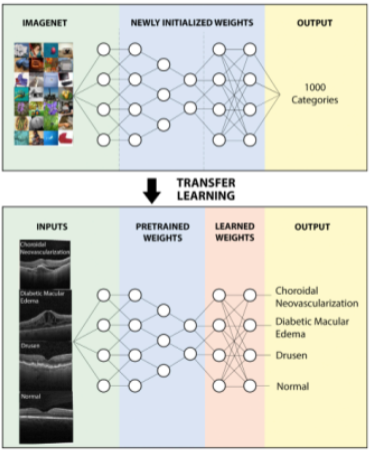 IMAGENET
NEWLY INITIALIZED WEIGHTS
OUTPUT
1000
Categories
TRANSFER
LEARNING
INPUTS
PRETRAINED
WEIGHTS
LEARNED
WEIGHTS
OUTPUT
Choroidal
Neovascularization
Diabetic Macular
Edema
Drusen
Normal
Choroidal
Neovascularization
Diabetic Macular
Edema
Drusen
Normal